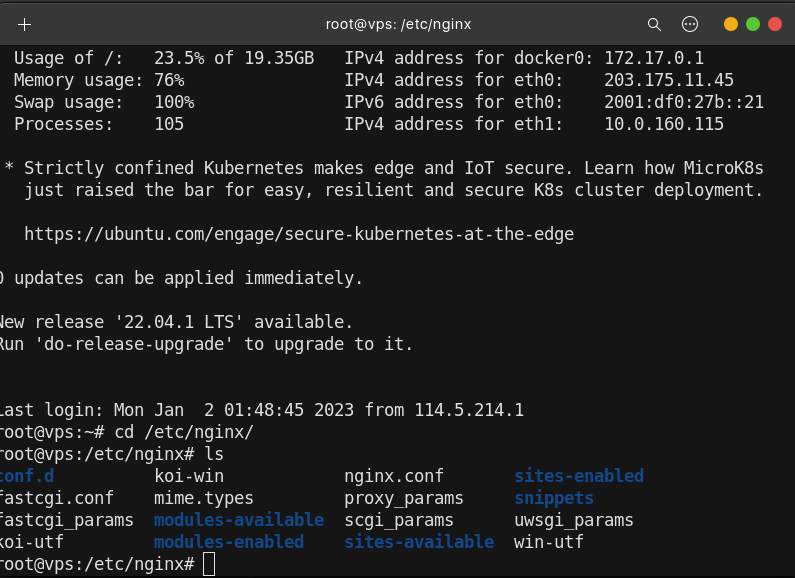 root@vps: /etc/nginx
Usage of /:   23.5% of 19.35GB   IPv4 address for docker0: 172.17.0.1
Memory usage: 76%                IPv4 address for eth0:    203.175.11.45
Swap usage:   100%               IPv6 address for eth0:    2001:df0:27b::21
Processes:    105                IPv4 address for eth1:    10.0.160.115
* Strictly confined Kubernetes makes edge and IoT secure. Learn how MicroK8s
just raised the bar for easy, resilient and secure K8s cluster deployment.
https://ubuntu.com/engage/secure-kubernetes-at-the-edge
0 updates can be applied immediately.
New release '22.04.1 LTS' available.
Run 'do-release-upgrade' to upgrade to it.
Last login: Mon Jan  2 01:48:45 2023 from 114.5.214.1
root@vps:~# cd /etc/nginx/
root@vps:/etc/nginx# ls
conf.d          koi-win            nginx.conf       sites-enabled
fastcgi.conf    mime.types         proxy_params     snippets
fastcgi_params  modules-available  scgi_params      uwsgi_params
koi-utf         modules-enabled    sites-available  win-utf
root@vps:/etc/nginx#